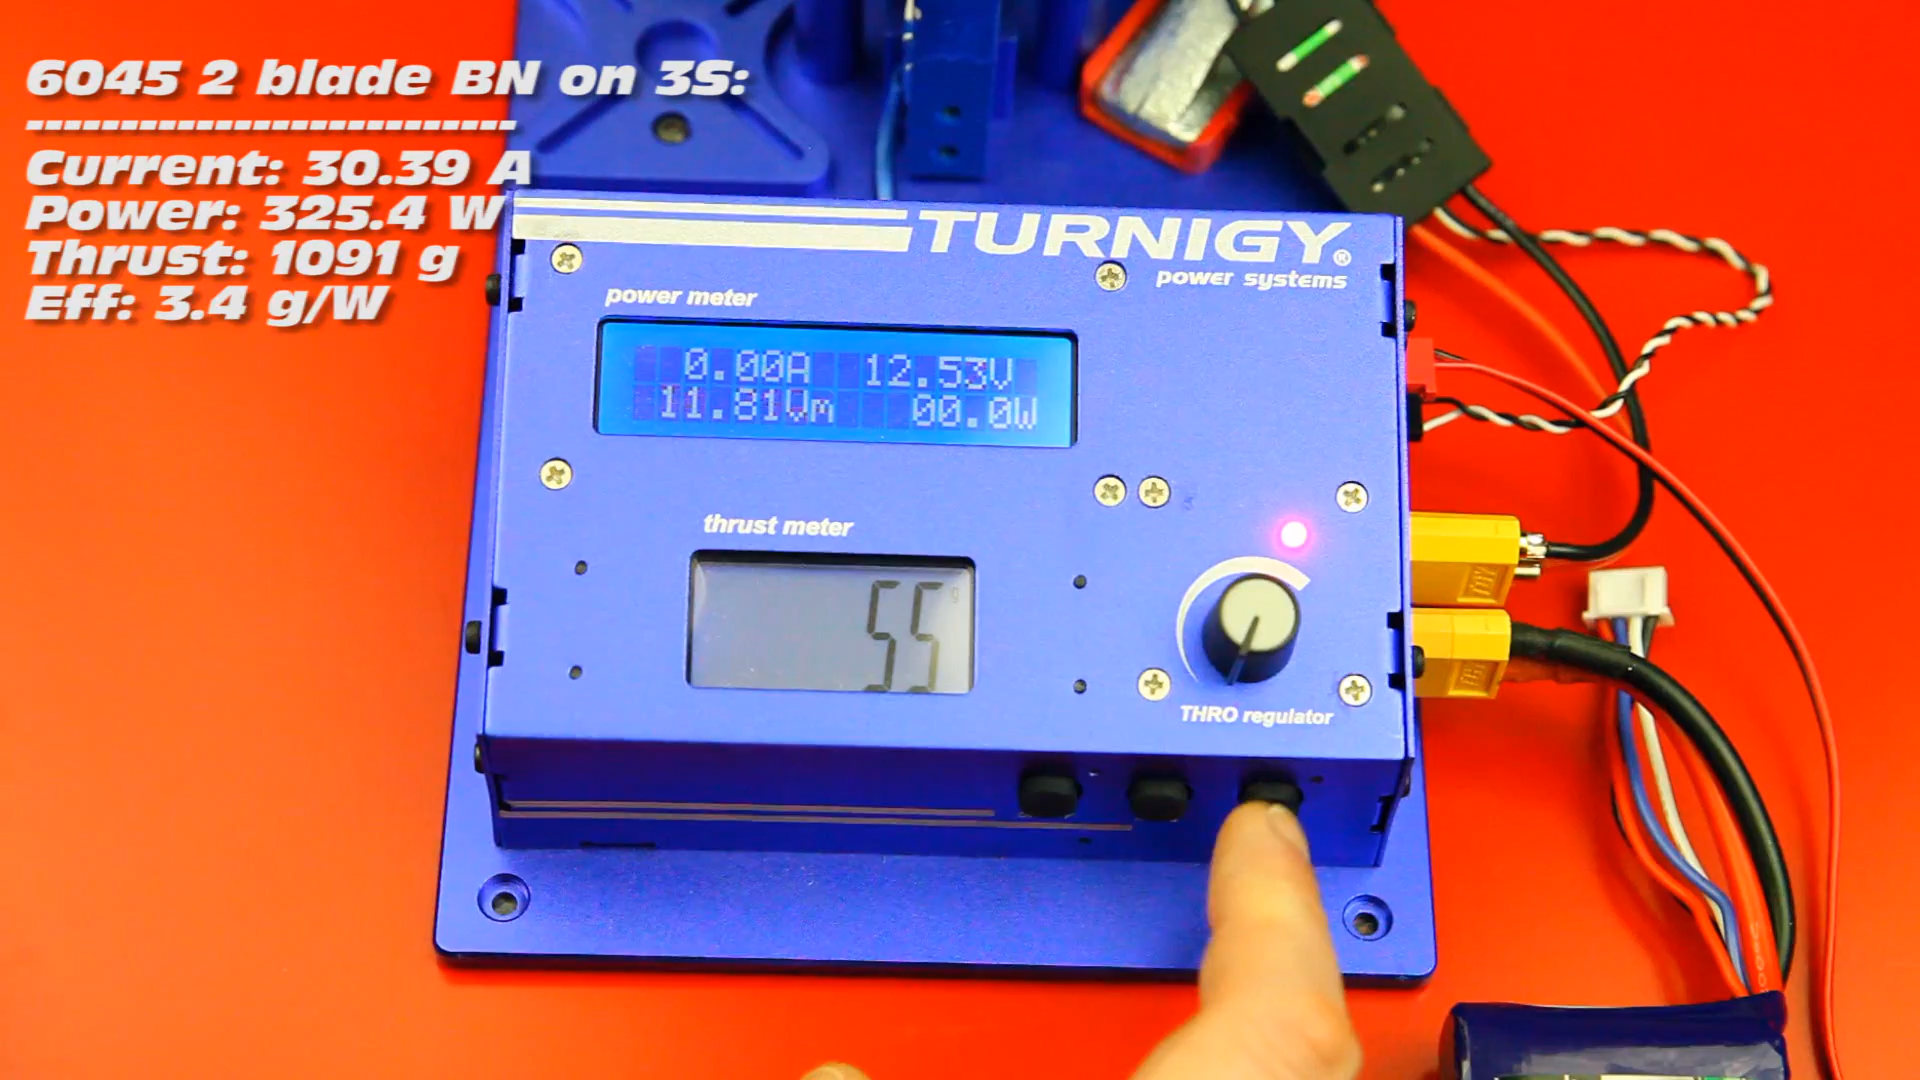 6045 2 blade BN on 3S:
--------------------------
Current: 30.39 A
Power: 325.4 W
Thrust: 1091 g
Eff: 3.4 g/W
TURNIGY®
power systems
power meter
0.00A 12.53V
11.81Vm 00.0W
thrust meter
55 g
THRO regulator